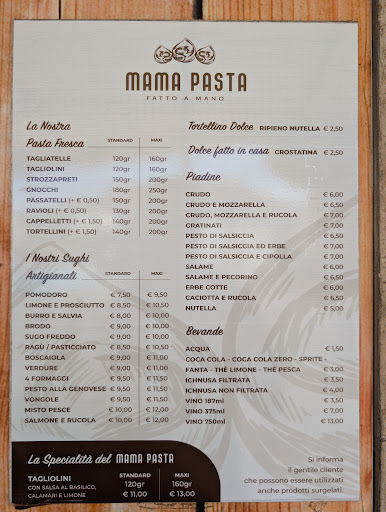 MAMA PASTA
FATTO A MANO
La Nostra
Pasta Fresca STANDARD MAXI
TAGLIATELLE 120gr 160gr
TAGLIOLINI 120gr 160gr
STROZZAPRETI 150gr 200gr
GNOCCHI 180gr 250gr
PASSATELLI (+ € 0,50) 150gr 200gr
RAVIOLI (+ € 0,50) 130gr 200gr
CAPPELLETTI (+ € 1,50) 140gr 200gr
TORTELLINI (+ € 1,50) 140gr 200gr
I Nostri Sughi
Artigianali STANDARD MAXI
POMODORO € 7,50 € 9,50
LIMONE E PROSCIUTTO € 8,50 € 10,50
BURRO E SALVIA € 8,00 € 10,00
BRODO € 9,00 € 10,00
SUGO FREDDO € 9,00 € 10,00
RAGÙ / PASTICCIATO € 8,50 € 10,50
BOSCAIOLA € 9,00 € 11,00
VERDURE € 9,00 € 11,00
4 FORMAGGI € 9,50 € 11,50
PESTO ALLA GENOVESE € 9,50 € 11,50
VONGOLE € 9,50 € 11,50
MISTO PESCE € 10,00 € 12,00
SALMONE E RUCOLA € 10,00 € 12,00
Tortellino Dolce RIPIENO NUTELLA € 2,50
Dolce fatto in casa CROSTATINA € 2,50
Piadine
CRUDO € 6,00
CRUDO E MOZZARELLA € 6,50
CRUDO, MOZZARELLA E RUCOLA € 7,00
GRATINATI € 7,00
PESTO DI SALSICCIA € 6,50
PESTO DI SALSICCIA ED ERBE € 7,00
PESTO DI SALSICCIA E CIPOLLA € 7,00
SALAME € 6,00
SALAME E PECORINO € 6,50
ERBE COTTE € 6,00
CACIOTTA E RUCOLA € 6,50
NUTELLA € 5,00
Bevande
ACQUA € 1,50
COCA COLA - COCA COLA ZERO - SPRITE -
FANTA - THÈ LIMONE - THÈ PESCA € 3,00
ICHNUSA FILTRATA € 3,50
ICHNUSA NON FILTRATA € 4,00
VINO 187ml € 3,50
VINO 375ml € 7,00
VINO 750ml € 13,00
La Specialità del MAMA PASTA
TAGLIOLINI STANDARD MAXI
CON SALSA AL BASILICO, 120gr 160gr
CALAMARI E LIMONE € 11,00 € 13,00
Si informa
il gentile cliente
che possono essere utilizzati
anche prodotti surgelati.